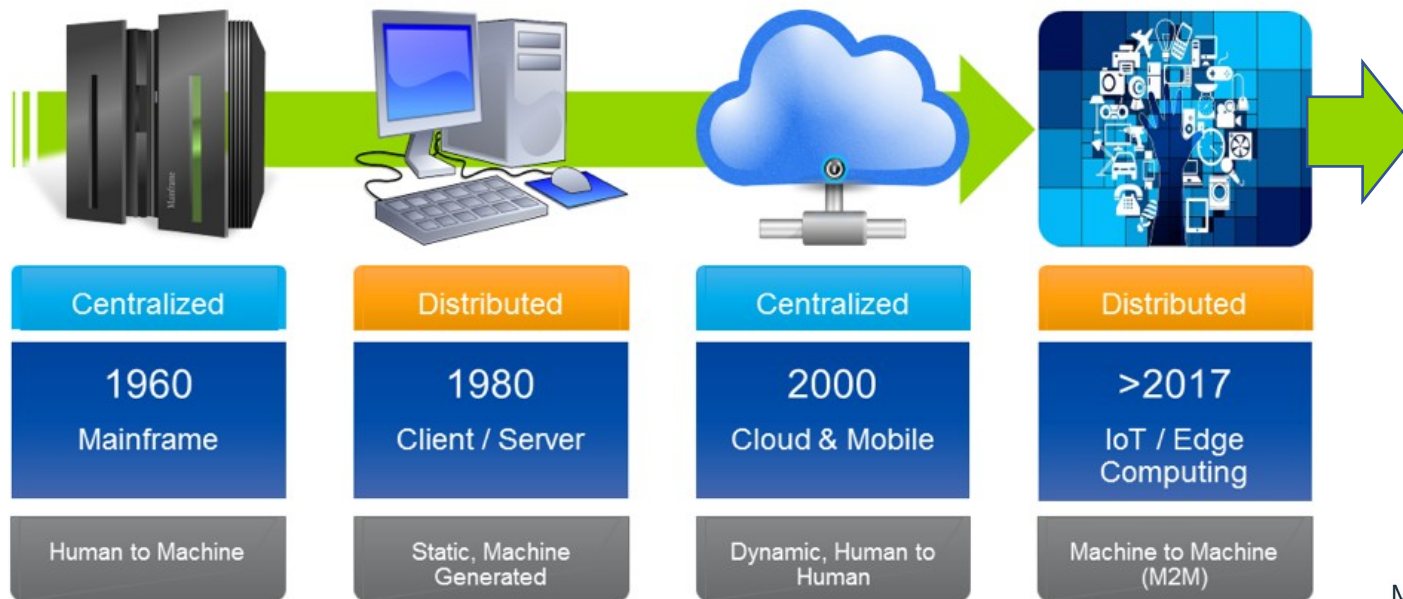 Mainframe
Centralized
Distributed
Centralized
Distributed
1960
Mainframe
1980
Client / Server
2000
Cloud & Mobile
>2017
IoT / Edge
Computing
Human to Machine
Static, Machine
Generated
Dynamic, Human to
Human
Machine to Machine
(M2M)